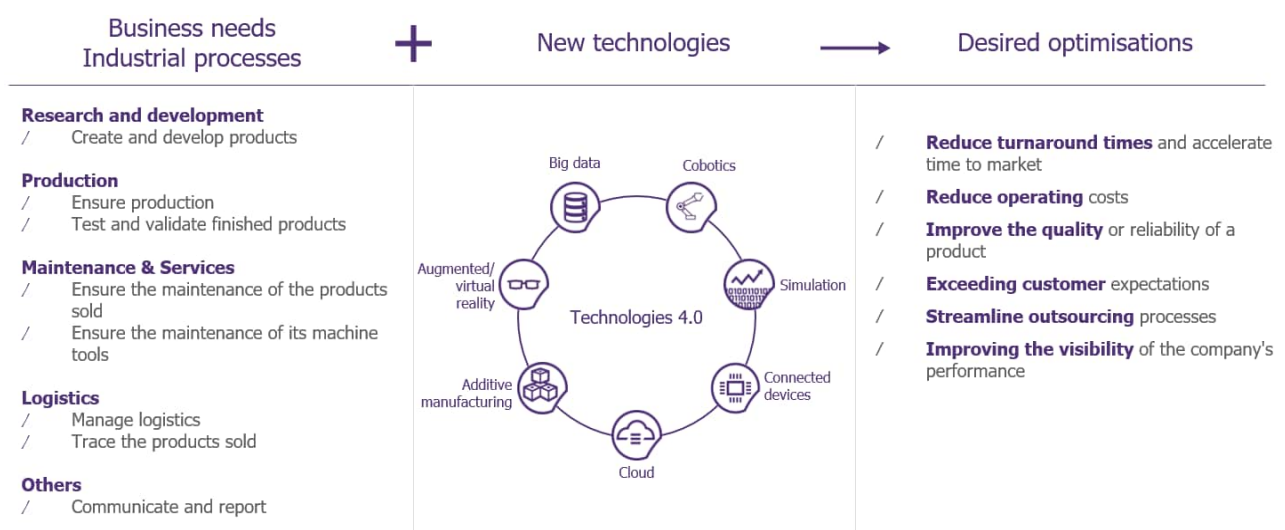 Business needs
Industrial processes
+
New technologies
Desired optimisations
Research and development
/ Create and develop products
Production
/ Ensure production
/ Test and validate finished products
Maintenance & Services
/ Ensure the maintenance of the products
sold
/ Ensure the maintenance of its machine
tools
Logistics
/ Manage logistics
/ Trace the products sold
Others
/ Communicate and report
Big data
Cobotics
Augmented/
virtual
reality
Simulation
010010110
1101011
Technologies 4.0
Additive
manufacturing
Connected
devices
Cloud
/ Reduce turnaround times and accelerate
time to market
/ Reduce operating costs
/ Improve the quality or reliability of a
product
/ Exceeding customer expectations
/ Streamline outsourcing processes
/ Improving the visibility of the company's
performance